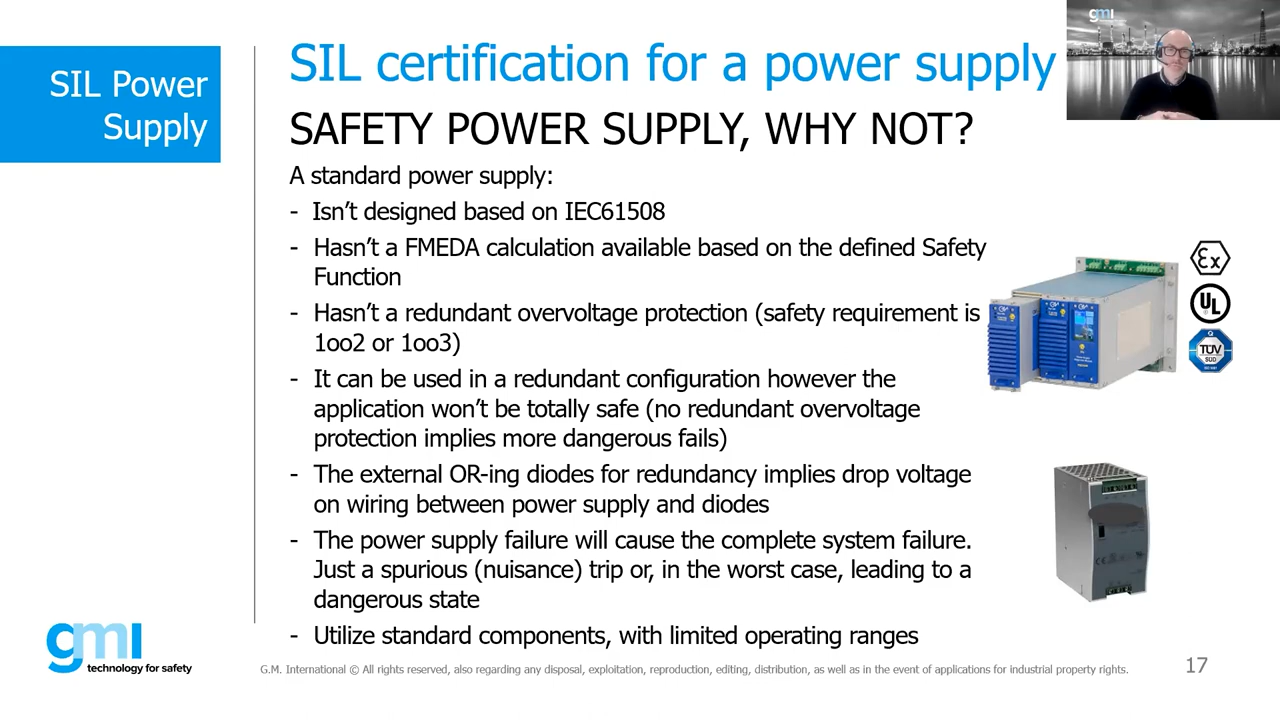 SIL Power
Supply
SIL certification for a power supply
SAFETY POWER SUPPLY, WHY NOT?
A standard power supply:
- Isn't designed based on IEC61508
- Hasn't a FMEDA calculation available based on the defined Safety
Function
- Hasn't a redundant overvoltage protection (safety requirement is
1oo2 or 1oo3)
- It can be used in a redundant configuration however the
application won't be totally safe (no redundant overvoltage
protection implies more dangerous fails)
- The external OR-ing diodes for redundancy implies drop voltage
on wiring between power supply and diodes
- The power supply failure will cause the complete system failure.
Just a spurious (nuisance) trip or, in the worst case, leading to a
dangerous state
- Utilize standard components, with limited operating ranges
gmi
Ex
UL
TÜV
SÜD
gmi
technology for safety
G.M. International © All rights reserved, also regarding any disposal, exploitation, reproduction, editing, distribution, as well as in the event of applications for industrial property rights.
17